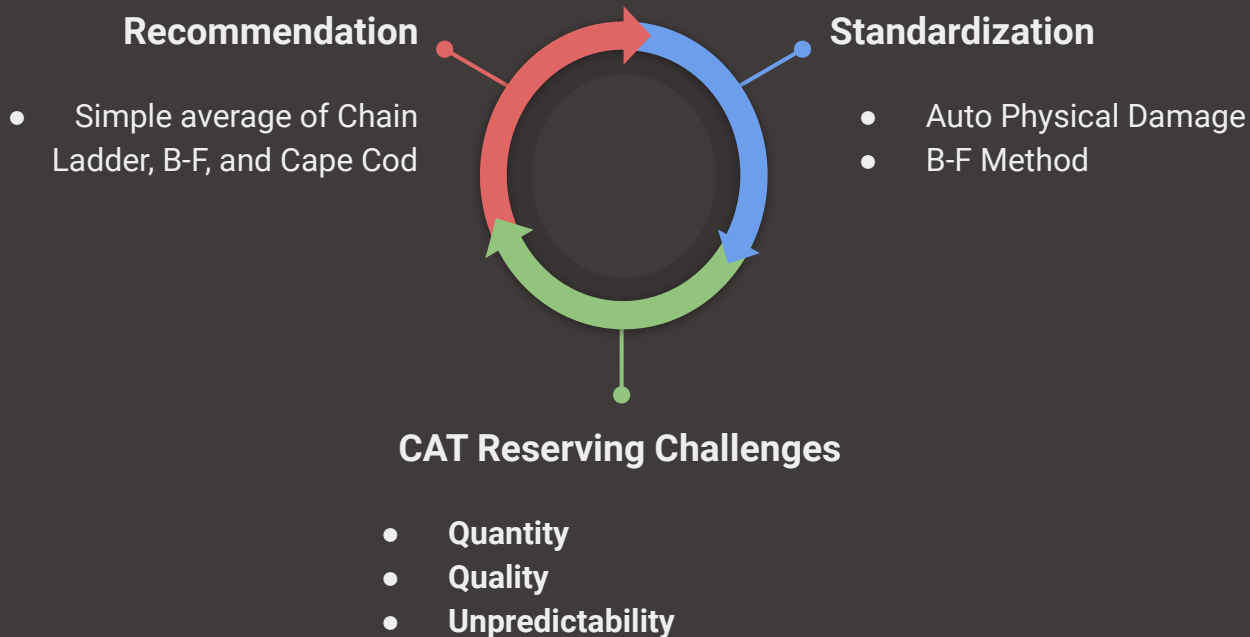 Recommendation
● Simple average of Chain
Ladder, B-F, and Cape Cod
Standardization
● Auto Physical Damage
● B-F Method
CAT Reserving Challenges
● Quantity
● Quality
● Unpredictability